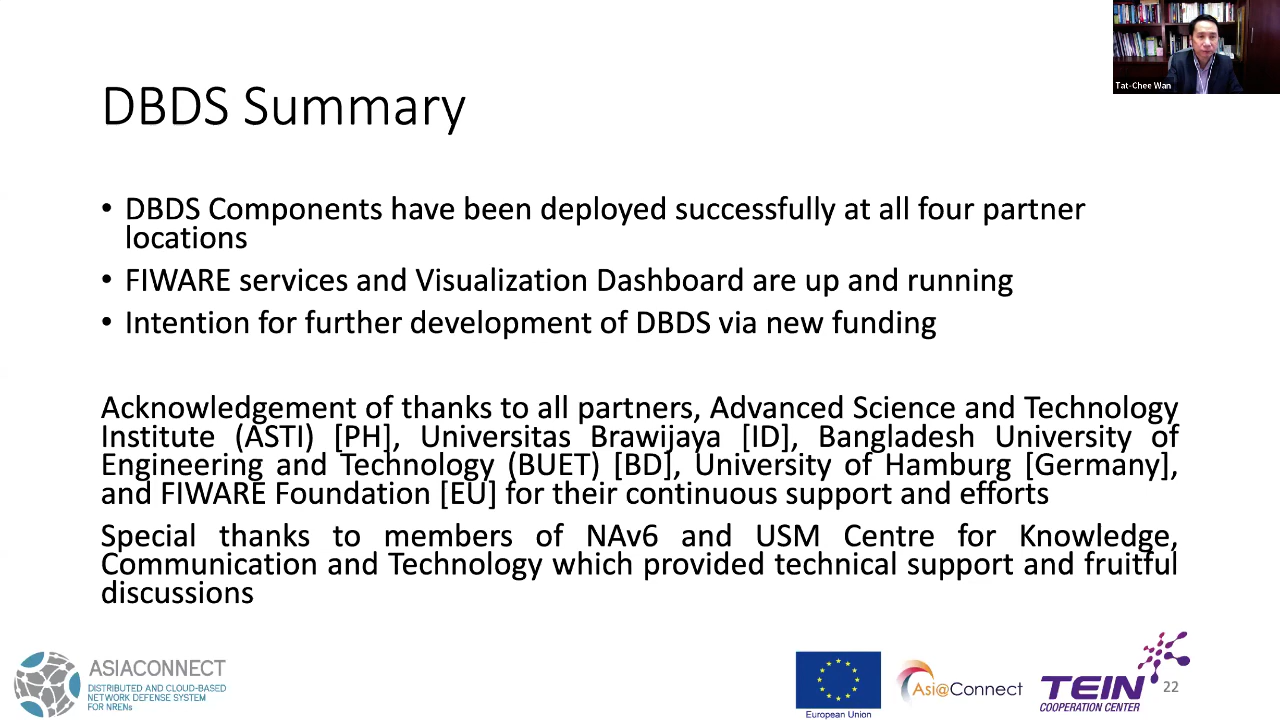 Tat-Chee Wan
DBDS Summary
• DBDS Components have been deployed successfully at all four partner
locations
• FIWARE services and Visualization Dashboard are up and running
• Intention for further development of DBDS via new funding
Acknowledgement of thanks to all partners, Advanced Science and Technology
Institute (ASTI) [PH], Universitas Brawijaya [ID], Bangladesh University of
Engineering and Technology (BUET) [BD], University of Hamburg [Germany],
and FIWARE Foundation [EU] for their continuous support and efforts
Special thanks to members of NAv6 and USM Centre for Knowledge,
Communication and Technology which provided technical support and fruitful
discussions
ASIACONNECT
DISTRIBUTED AND CLOUD-BASED
NETWORK DEFENSE SYSTEM
FOR NRENs
European Union
Asi@Connect
TEIN
COOPERATION CENTER
22